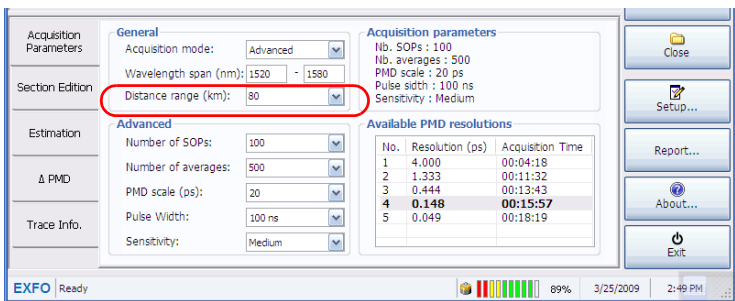 Acquisition
Parameters
Section Edition
Estimation
Δ PMD
Trace Info.
General
Acquisition mode: Advanced
Wavelength span (nm): 1520 - 1580
Distance range (km): 80
Advanced
Number of SOPs: 100
Number of averages: 500
PMD scale (ps): 20
Pulse Width: 100 ns
Sensitivity: Medium
Acquisition parameters
Nb. SOPs : 100
Nb. averages : 500
PMD scale : 20 ps
Pulse sidth : 100 ns
Sensitivity : Medium
Available PMD resolutions
No. Resolution (ps) Acquisition Time
1 4.000 00:04:18
2 1.333 00:11:32
3 0.444 00:13:43
4 0.148 00:15:57
5 0.049 00:18:19
Close
Setup...
Report...
About...
Exit
EXFO Ready 89% 3/25/2009 2:49 PM